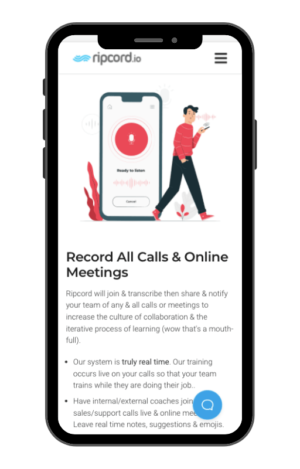 ripcord.io
Ready to listen
Cancel
Record All Calls & Online
Meetings
Ripcord will join & transcribe then share & notify
your team of any & all calls or meetings to
increase the culture of collaboration & the
iterative process of learning (wow that's a mouth-
full).
• Our system is truly real time. Our training
occurs live on your calls so that your team
trains while they are doing their job.
• Have internal/external coaches join
sales/support calls live & online
Leave real time notes, suggestions & emojis.